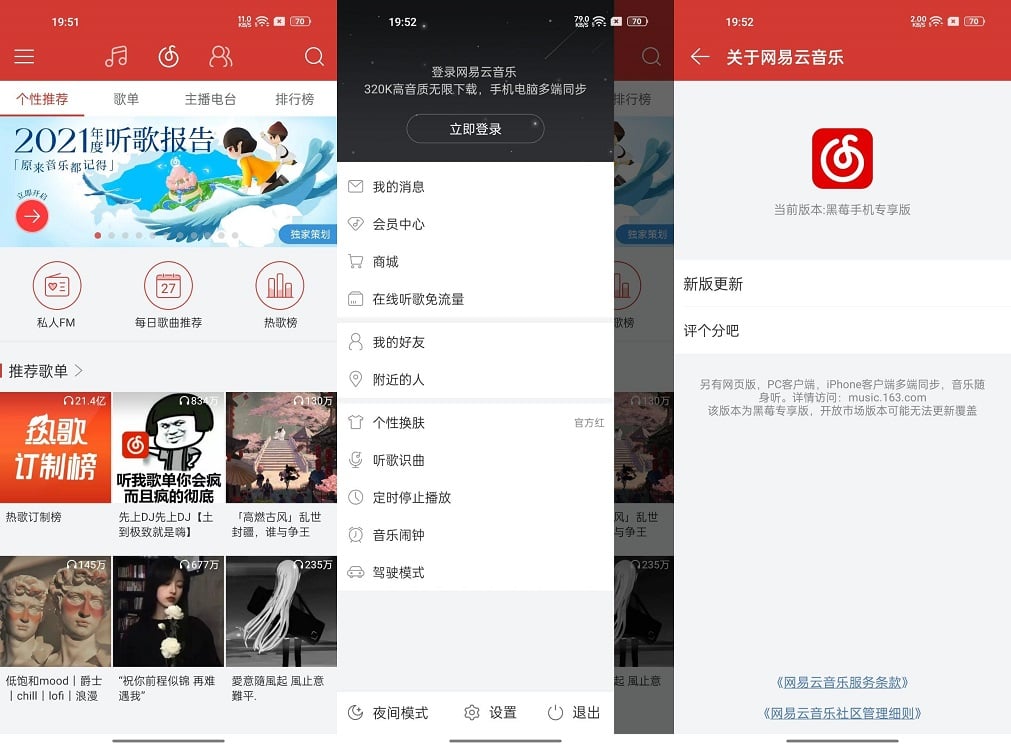 19:51
11.0
KB/S
70
个性推荐
歌单
主播电台
排行榜
2021年度听歌报告
「原来音乐都记得」
立即开启
独家策划
27
私人FM
每日歌曲推荐
热歌榜
推荐歌单
21.4亿
834万
热歌
订制榜
听我歌单你会疯
而且疯的彻底
热歌订制榜
先上DJ先上DJ【土
到极致就是嗨】
「高燃古风」乱世
封疆，谁与争王
145万
677万
235万
低饱和mood丨爵士
丨chill丨lofi丨浪漫
“祝你前程似锦 再难
遇我”
愛意隨風起 風止意
難平.
19:52
79.0
KB/S
70
登录网易云音乐
320K高音质无限下载，手机电脑多端同步
立即登录
我的消息
会员中心
商城
在线听歌免流量
我的好友
附近的人
个性换肤
官方红
听歌识曲
定时停止播放
音乐闹钟
驾驶模式
夜间模式
设置
退出
排行榜
独家策划
歌榜
130万
风」乱世
与争王
235万
起 風止意
19:52
2.00
KB/S
70
关于网易云音乐
当前版本:黑莓手机专享版
新版更新
评个分吧
另有网页版，PC客户端，iPhone客户端多端同步，音乐随
身听。详情访问：music.163.com
该版本为黑莓专享版，开放市场版本可能无法更新覆盖
《网易云音乐服务条款》
《网易云音乐社区管理细则》